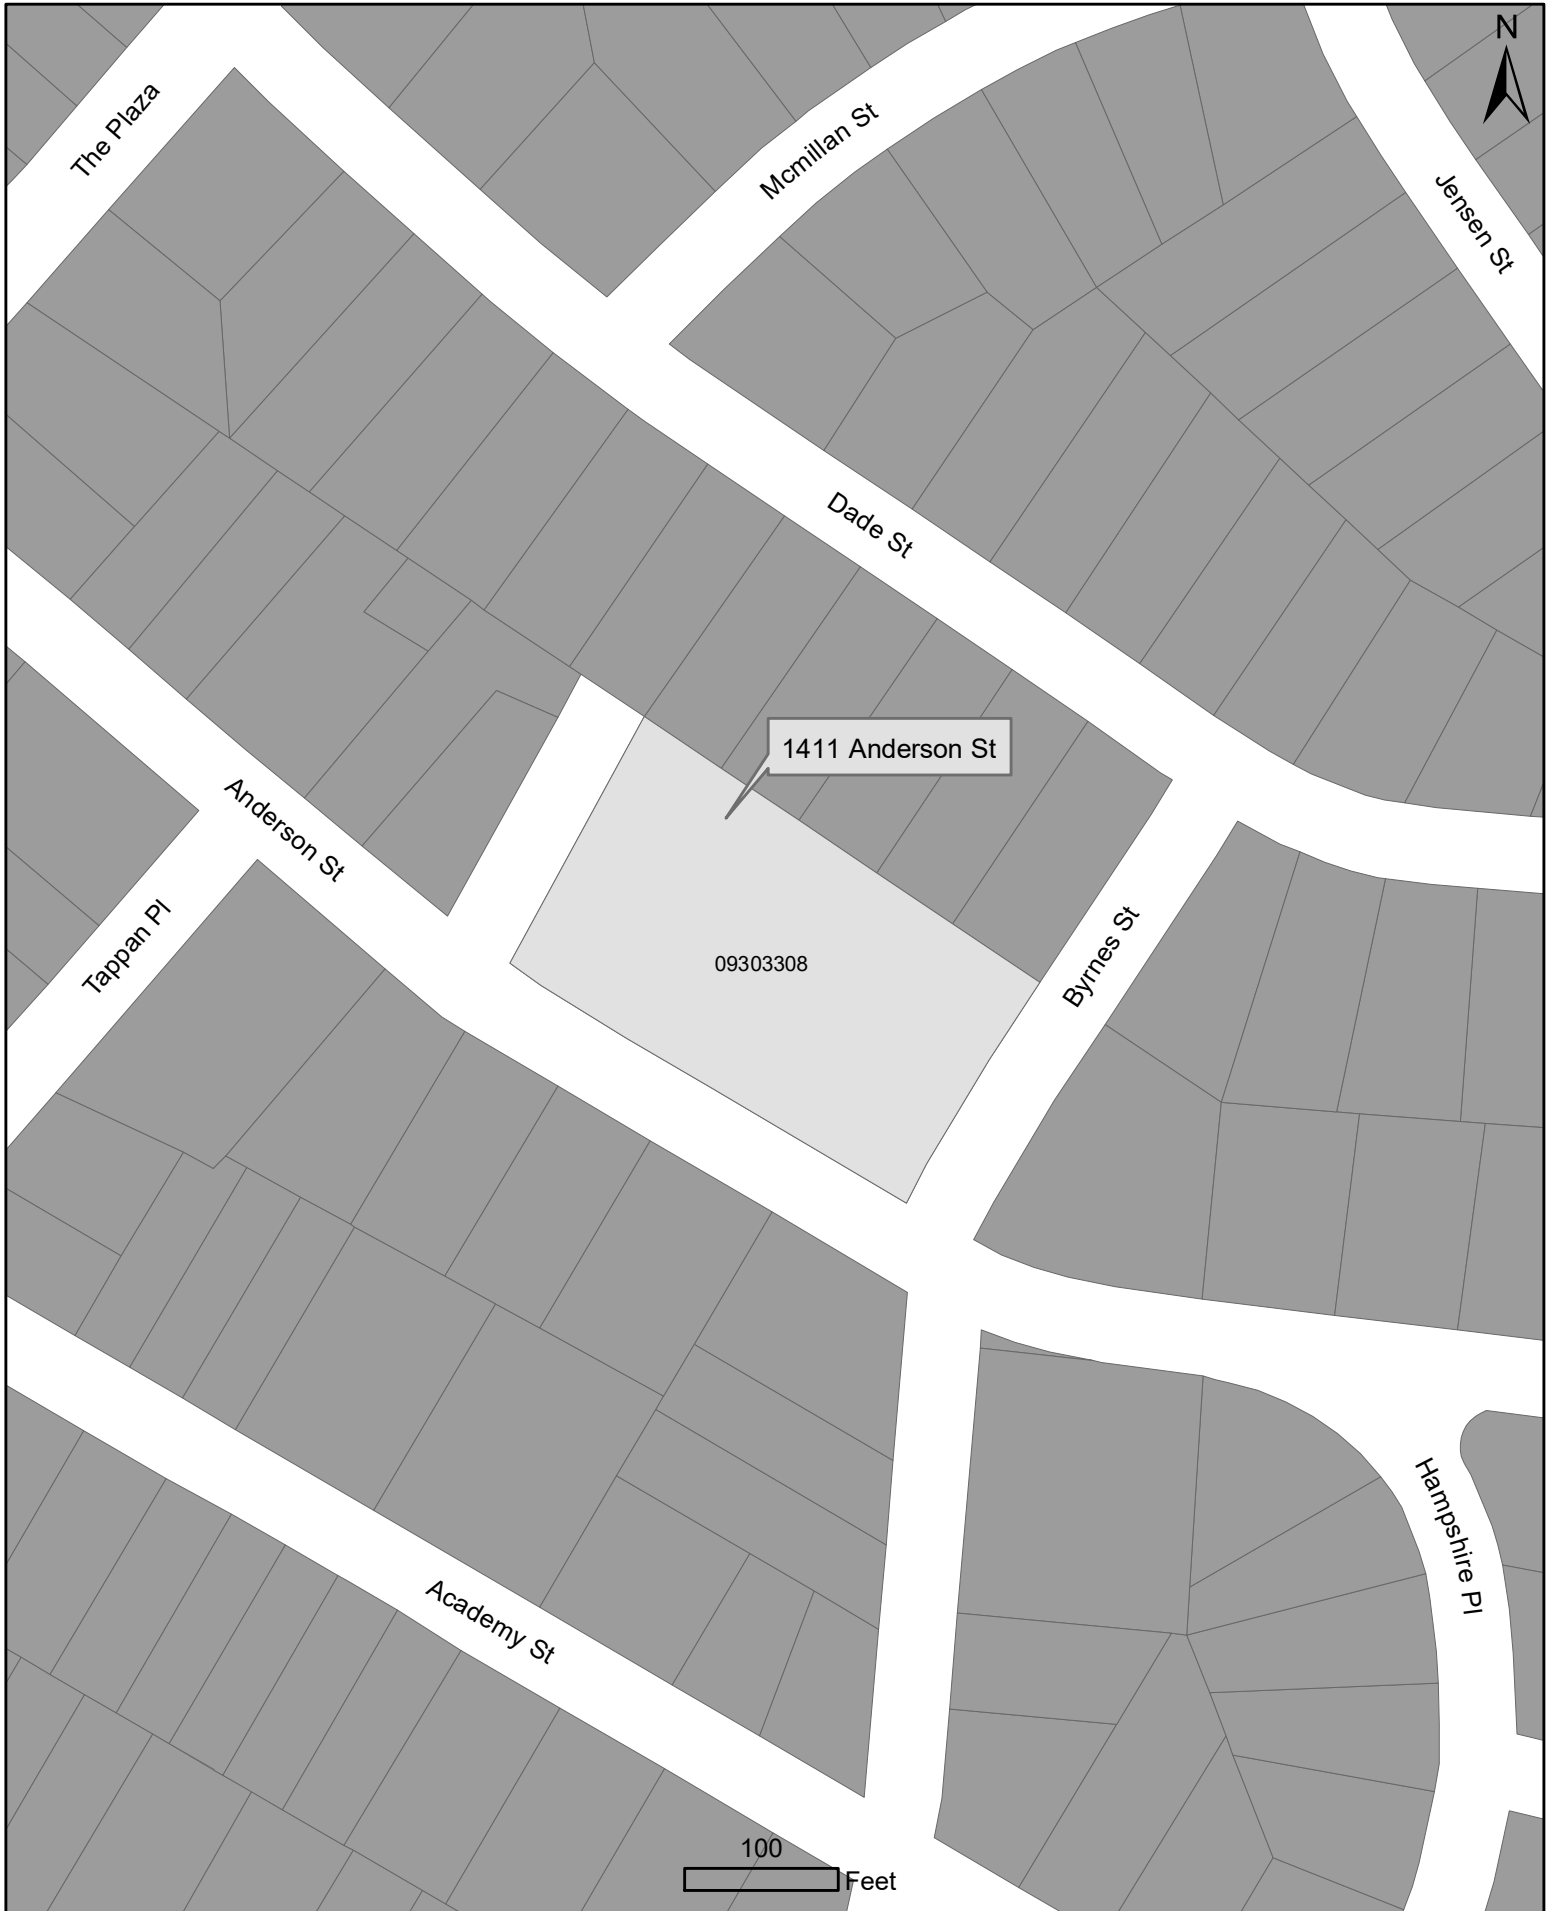 N
The Plaza
Mcmillan St
Jensen St
Dade St
1411 Anderson St
Anderson St
Tappan Pl
09303308
Byrnes St
Hampshire Pl
Academy St
100
Feet